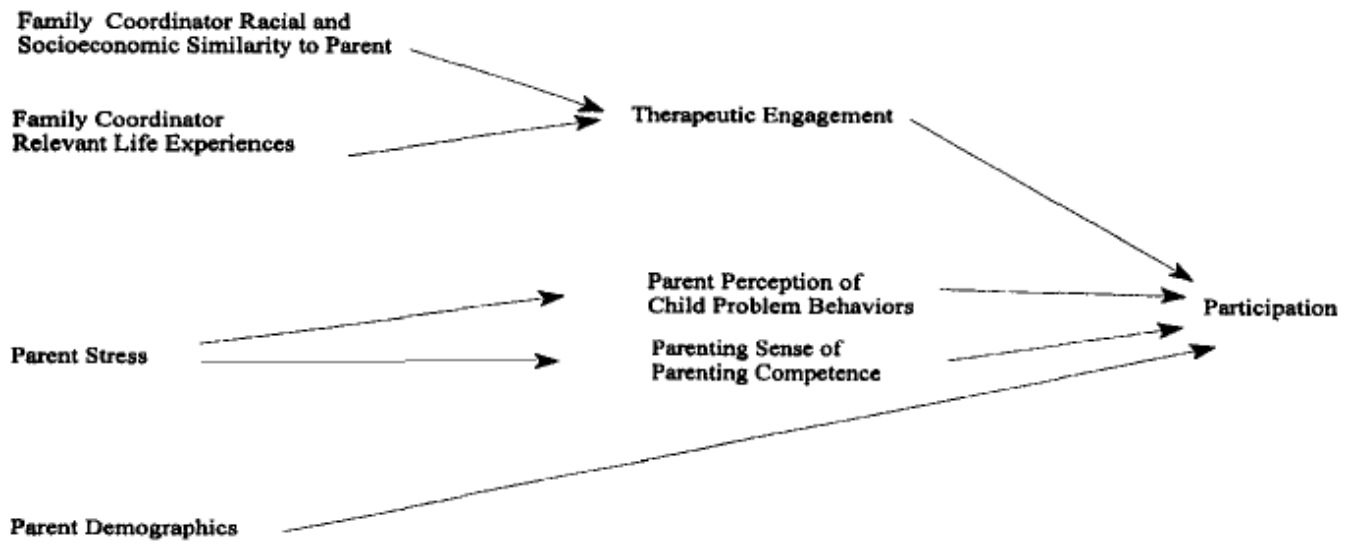 Family Coordinator Racial and
Socioeconomic Similarity to Parent
Family Coordinator
Relevant Life Experiences
Therapeutic Engagement
Parent Perception of
Child Problem Behaviors
Participation
Parent Stress
Parenting Sense of
Parenting Competence
Parent Demographics